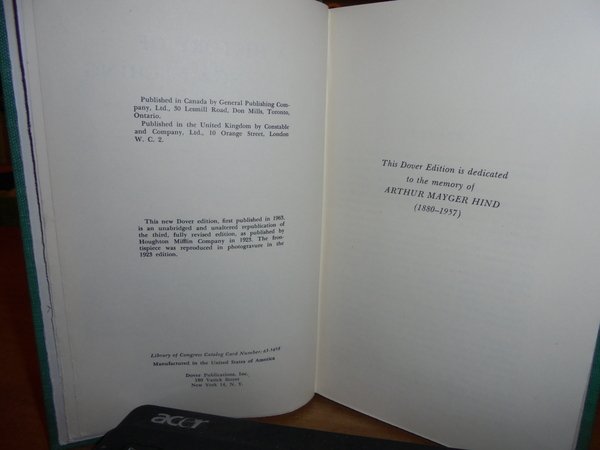 Published in Canada by General Publishing Com-
pany, Ltd., 30 Lesmill Road, Don Mills, Toronto,
Ontario.
Published in the United Kingdom by Constable
and Company, Ltd., 10 Orange Street, London
W. C. 2.
This new Dover edition, first published in 1963,
is an unabridged and unaltered republication of
the third, fully revised edition, as published by
Houghton Mifflin Company in 1923. The fron-
tispiece was reproduced in photogravure in the
1923 edition.
Library of Congress Catalog Card Number:
Manufactured in the United States of America
Dover Publications, Inc.
180 Varick Street
New York 14, N. Y.
This Dover Edition is dedicated
to the memory of
ARTHUR MAYGER HIND
(1880–1957)
acer